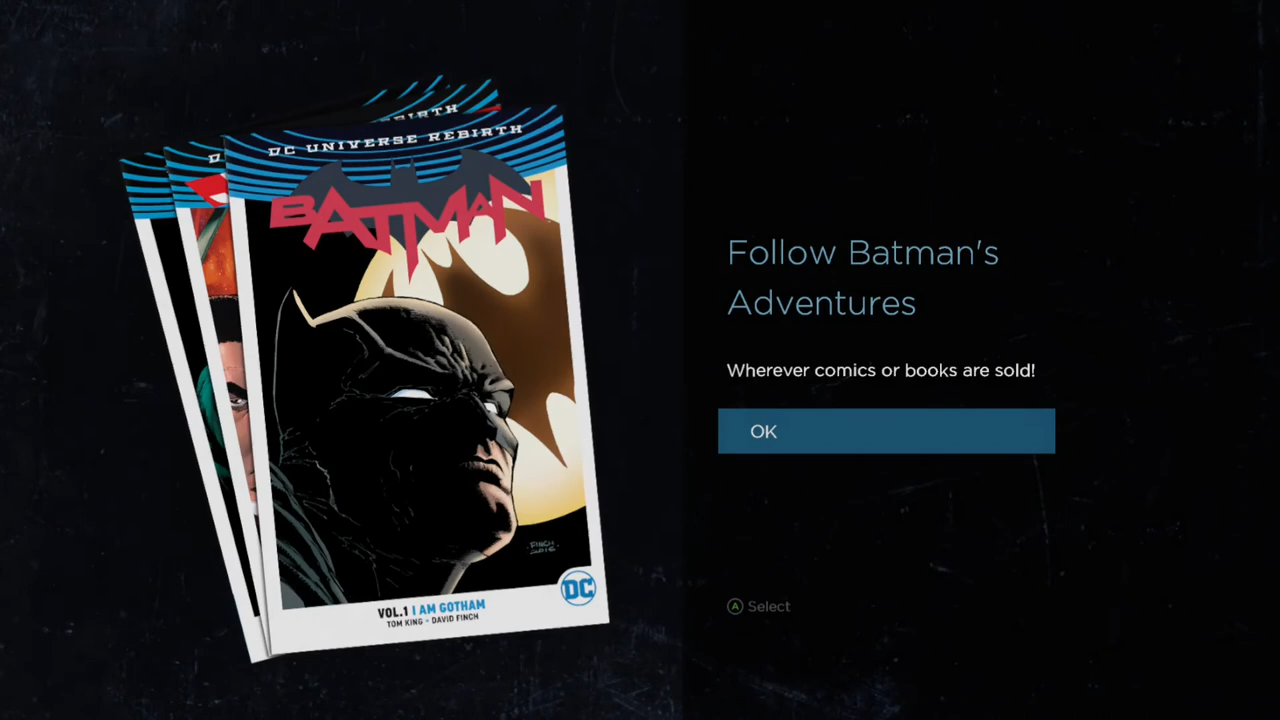 DC UNIVERSE REBIRTH
BATMAN
FINCH
2016
DC
VOL.1 I AM GOTHAM
TOM KING • DAVID FINCH
Follow Batman's
Adventures
Wherever comics or books are sold!
OK
A Select